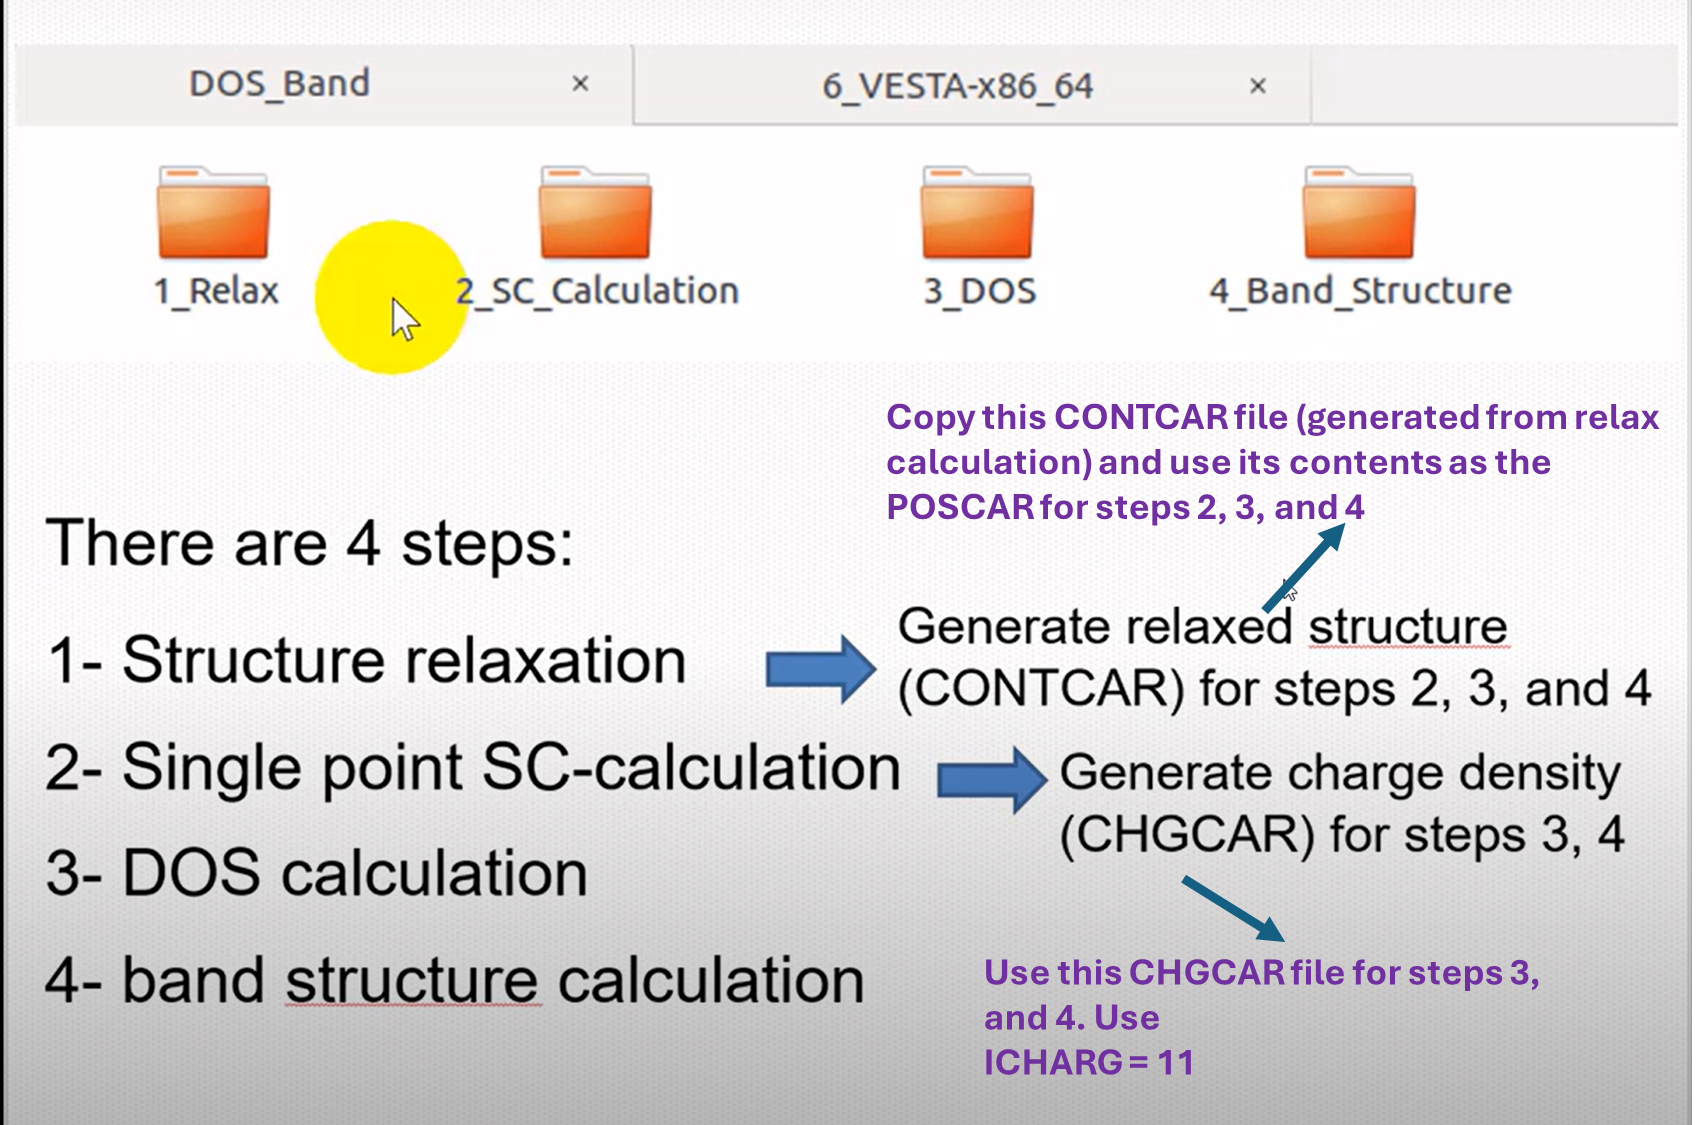 DOS_Band × 6_VESTA-x86_64 ×
1_Relax 2_SC_Calculation 3_DOS 4_Band_Structure
Copy this CONTCAR file (generated from relax
calculation) and use its contents as the
POSCAR for steps 2, 3, and 4
There are 4 steps:
1- Structure relaxation
Generate relaxed structure
(CONTCAR) for steps 2, 3, and 4
2- Single point SC-calculation
Generate charge density
(CHGCAR) for steps 3, 4
3- DOS calculation
4- band structure calculation
Use this CHGCAR file for steps 3,
and 4. Use
ICHARG = 11